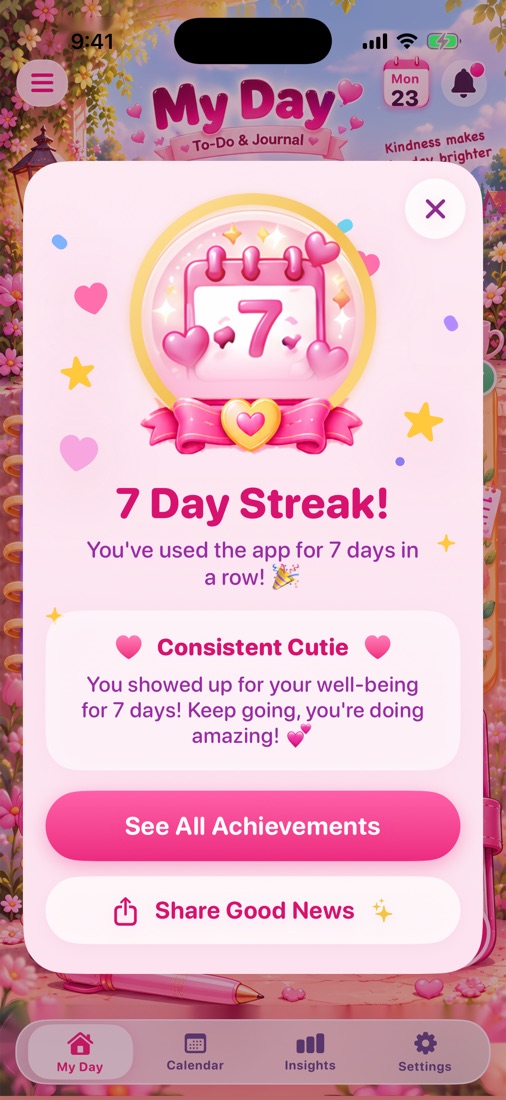 9:41
My Day
To-Do & Journal
Mon
23
Kindness makes
day brighter
7
7 Day Streak!
You've used the app for 7 days in
a row! 🎉
Consistent Cutie
You showed up for your well-being
for 7 days! Keep going, you're doing
amazing! 💕
See All Achievements
Share Good News ✨
My Day
Calendar
Insights
Settings